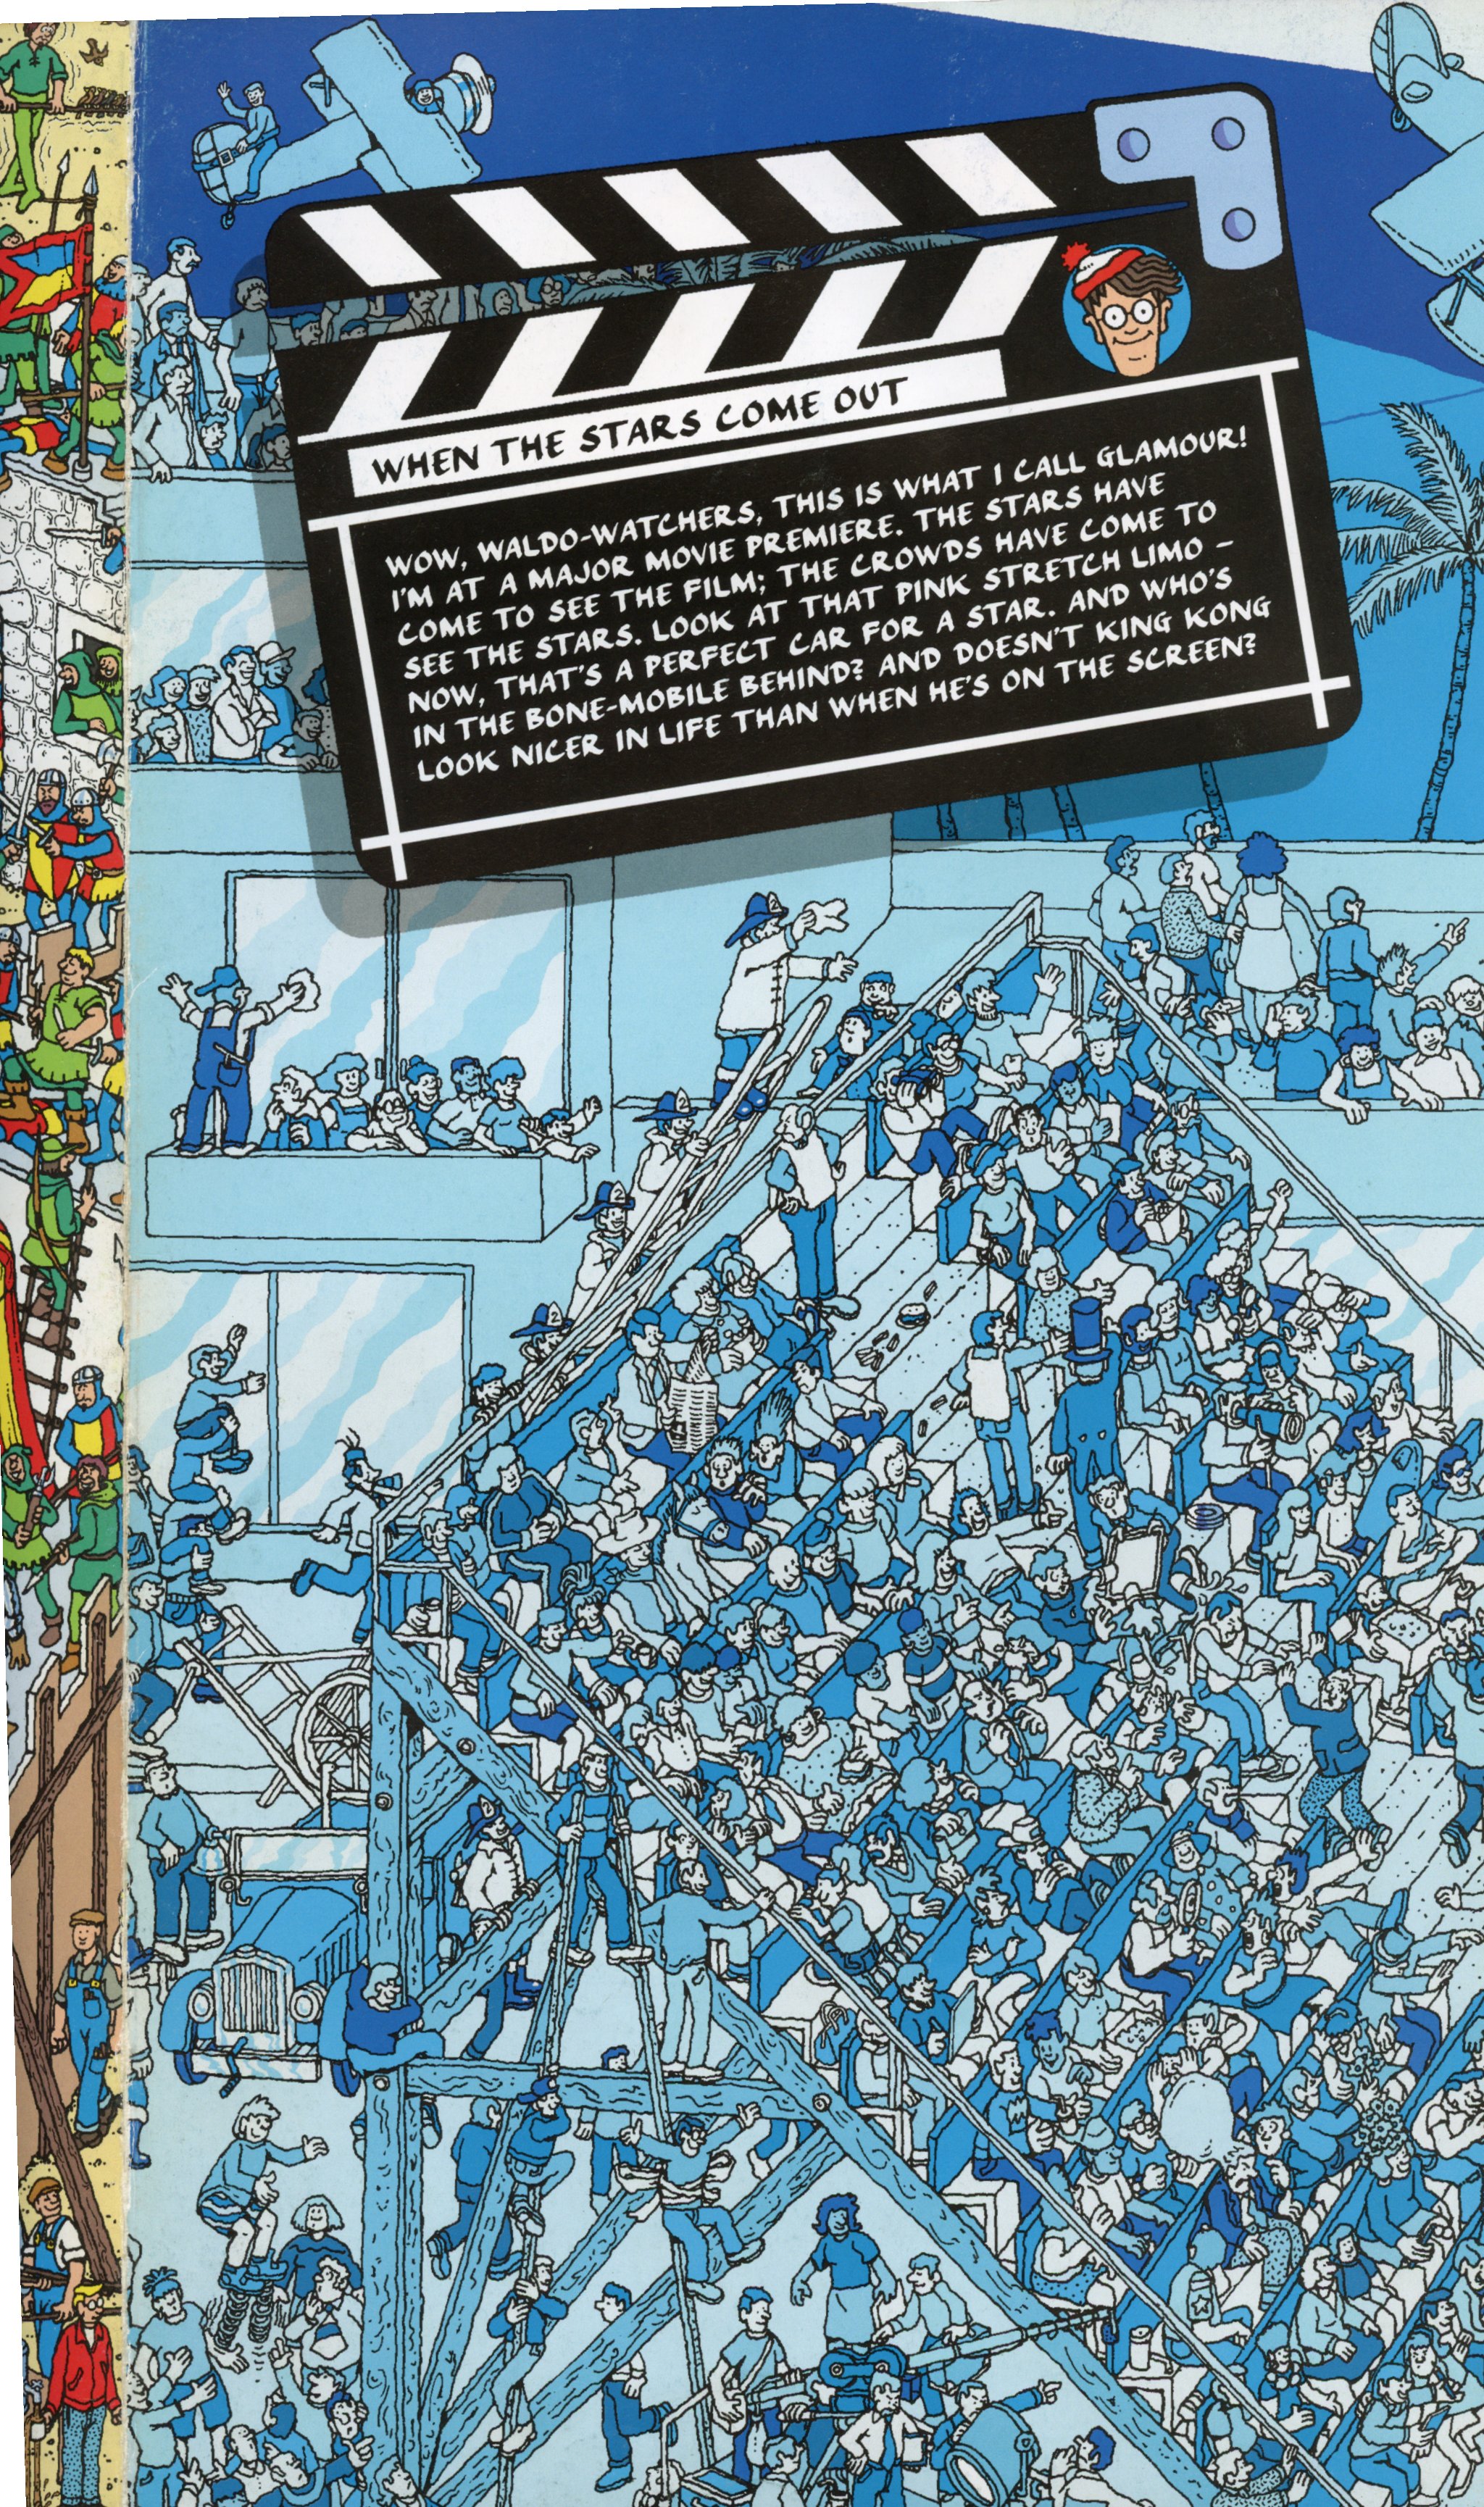 WHEN THE STARS COME OUT
WOW, WALDO-WATCHERS, THIS IS WHAT I CALL GLAMOUR!
I'M AT A MAJOR MOVIE PREMIERE. THE STARS HAVE
COME TO SEE THE FILM; THE CROWDS HAVE COME TO
SEE THE STARS. LOOK AT THAT PINK STRETCH LIMO –
NOW, THAT'S A PERFECT CAR FOR A STAR. AND WHO'S
IN THE BONE-MOBILE BEHIND? AND DOESN'T KING KONG
LOOK NICER IN LIFE THAN WHEN HE'S ON THE SCREEN?